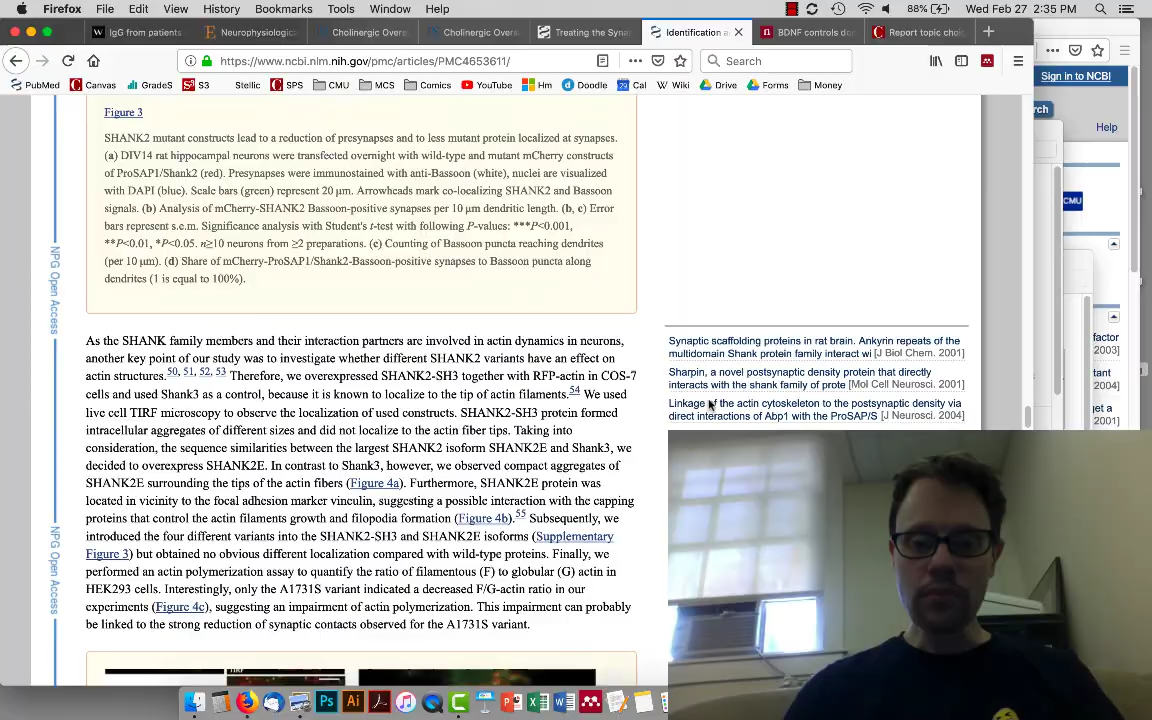 Firefox File Edit View History Bookmarks Tools Window Help 88% Wed Feb 27 2:35 PM
IgG from patients Neurophysiologic Cholinergic Overs Cholinergic Overs Treating the Syna Identification a BDNF controls do Report topic choic
https://www.ncbi.nlm.nih.gov/pmc/articles/PMC4653611/ Search
PubMed Canvas GradeS S3 Stellic SPS CMU MCS Comics YouTube Hm Doodle Cal Wiki Drive Forms Money
Sign in to NCBI
rch
Help
CMU
factor
2003]
tant
2004]
get a
2001]
Figure 3
SHANK2 mutant constructs lead to a reduction of presynapses and to less mutant protein localized at synapses.
(a) DIV14 rat hippocampal neurons were transfected overnight with wild-type and mutant mCherry constructs
of ProSAP1/Shank2 (red). Presynapses were immunostained with anti-Bassoon (white), nuclei are visualized
with DAPI (blue). Scale bars (green) represent 20 μm. Arrowheads mark co-localizing SHANK2 and Bassoon
signals. (b) Analysis of mCherry-SHANK2 Bassoon-positive synapses per 10 μm dendritic length. (b, c) Error
bars represent s.e.m. Significance analysis with Student's t-test with following P-values: ***P<0.001,
**P<0.01, *P<0.05. n≥10 neurons from ≥2 preparations. (c) Counting of Bassoon puncta reaching dendrites
(per 10 μm). (d) Share of mCherry-ProSAP1/Shank2-Bassoon-positive synapses to Bassoon puncta along
dendrites (1 is equal to 100%).
NPG Open Access
NPG Open Access
As the SHANK family members and their interaction partners are involved in actin dynamics in neurons,
another key point of our study was to investigate whether different SHANK2 variants have an effect on
actin structures.50, 51, 52, 53 Therefore, we overexpressed SHANK2-SH3 together with RFP-actin in COS-7
cells and used Shank3 as a control, because it is known to localize to the tip of actin filaments.54 We used
live cell TIRF microscopy to observe the localization of used constructs. SHANK2-SH3 protein formed
intracellular aggregates of different sizes and did not localize to the actin fiber tips. Taking into
consideration, the sequence similarities between the largest SHANK2 isoform SHANK2E and Shank3, we
decided to overexpress SHANK2E. In contrast to Shank3, however, we observed compact aggregates of
SHANK2E surrounding the tips of the actin fibers (Figure 4a). Furthermore, SHANK2E protein was
located in vicinity to the focal adhesion marker vinculin, suggesting a possible interaction with the capping
proteins that control the actin filaments growth and filopodia formation (Figure 4b).55 Subsequently, we
introduced the four different variants into the SHANK2-SH3 and SHANK2E isoforms (Supplementary
Figure 3) but obtained no obvious different localization compared with wild-type proteins. Finally, we
performed an actin polymerization assay to quantify the ratio of filamentous (F) to globular (G) actin in
HEK293 cells. Interestingly, only the A1731S variant indicated a decreased F/G-actin ratio in our
experiments (Figure 4c), suggesting an impairment of actin polymerization. This impairment can probably
be linked to the strong reduction of synaptic contacts observed for the A1731S variant.
Synaptic scaffolding proteins in rat brain. Ankyrin repeats of the
multidomain Shank protein family interact wi [J Biol Chem. 2001]
Sharpin, a novel postsynaptic density protein that directly
interacts with the shank family of prote [Mol Cell Neurosci. 2001]
Linkage of the actin cytoskeleton to the postsynaptic density via
direct interactions of Abp1 with the ProSAP/S [J Neurosci. 2004]